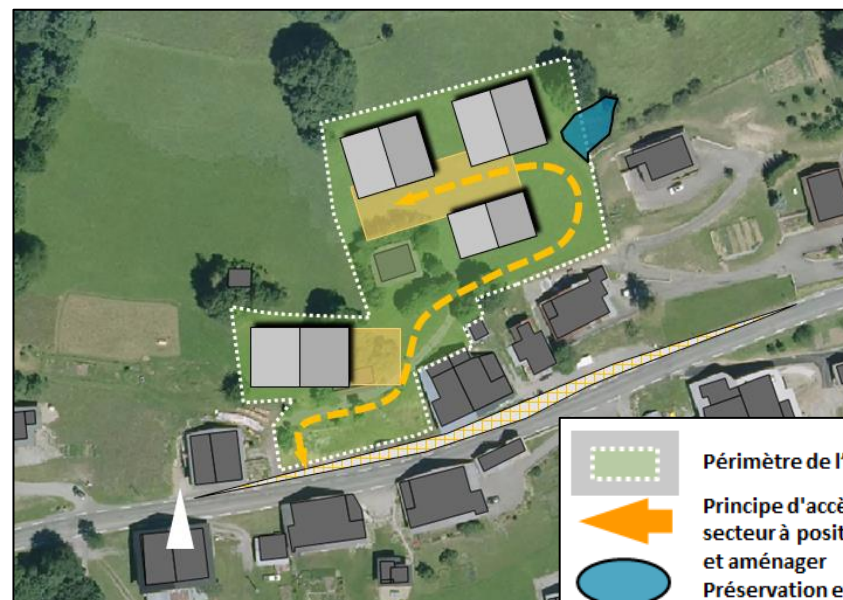 Périmètre de l'
Principe d'accè
secteur à posit
et aménager
Préservation e